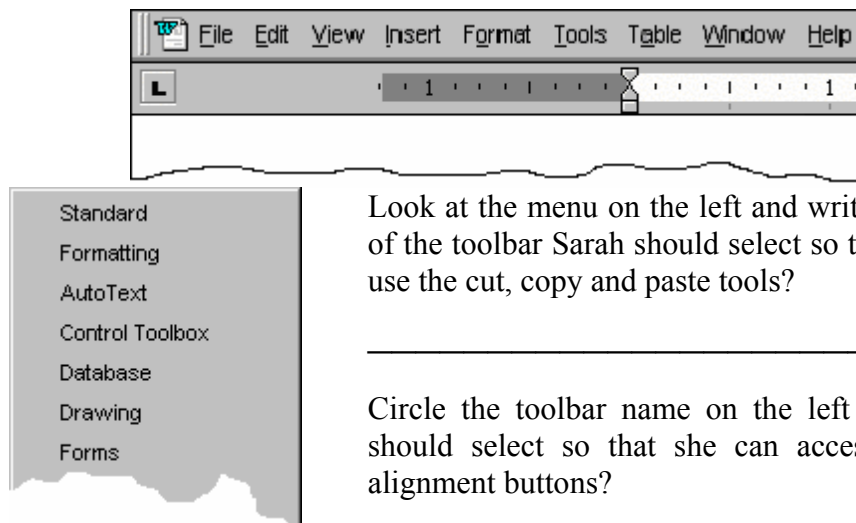 File Edit View Insert Format Tools Table Window Help
L
1 1
Standard
Formatting
AutoText
Control Toolbox
Database
Drawing
Forms
Look at the menu on the left and
of the toolbar Sarah should select so
use the cut, copy and paste tools?
Circle the toolbar name on the left
should select so that she can
alignment buttons?